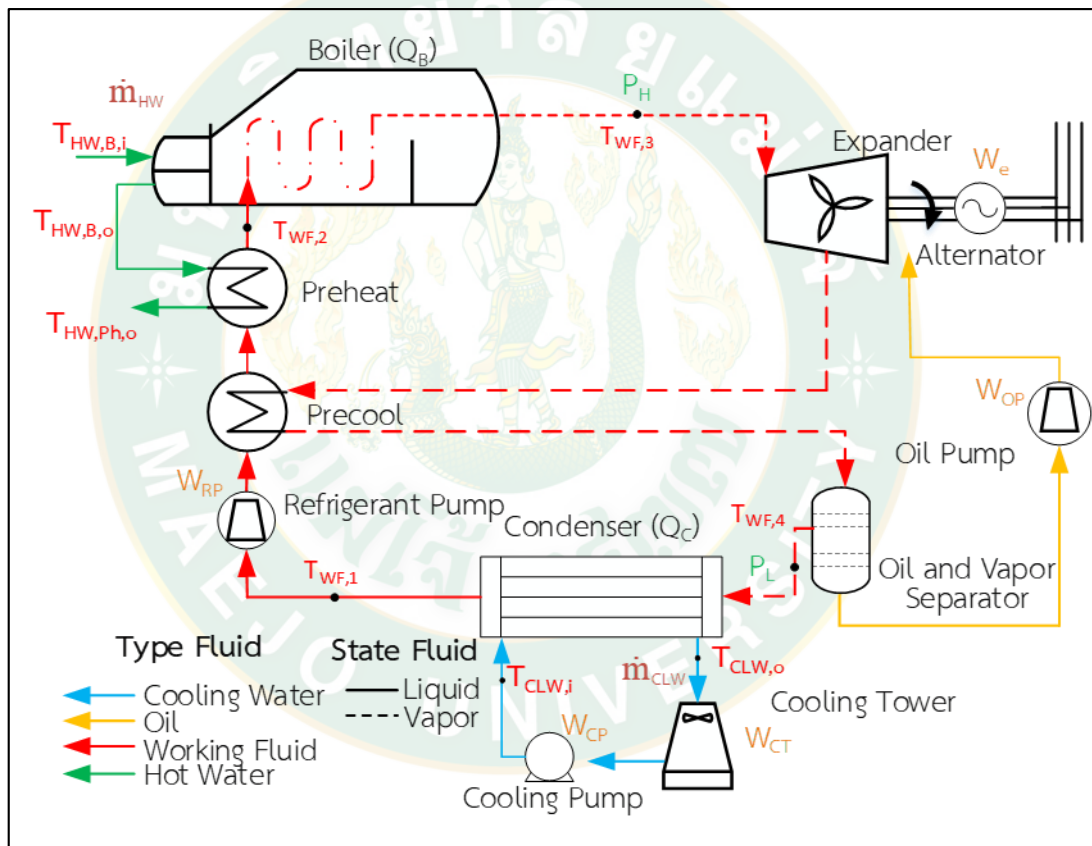 Boiler (Q_B)
ṁ_HW
P_H
T_HW,B,i
T_WF,3
Expander
W_e
T_HW,B,o
T_WF,2
Alternator
Preheat
T_HW,Ph,o
Precool
W_OP
Oil Pump
W_RP
Refrigerant Pump
Condenser (Q_C)
T_WF,4
P_L
T_WF,1
Oil and Vapor
Separator
Type Fluid
State Fluid
T_CLW,i
ṁ_CLW
T_CLW,o
Cooling Water
Liquid
Cooling Tower
Oil
Vapor
W_CP
W_CT
Working Fluid
Hot Water
Cooling Pump
MAEJO UNIVERSITY